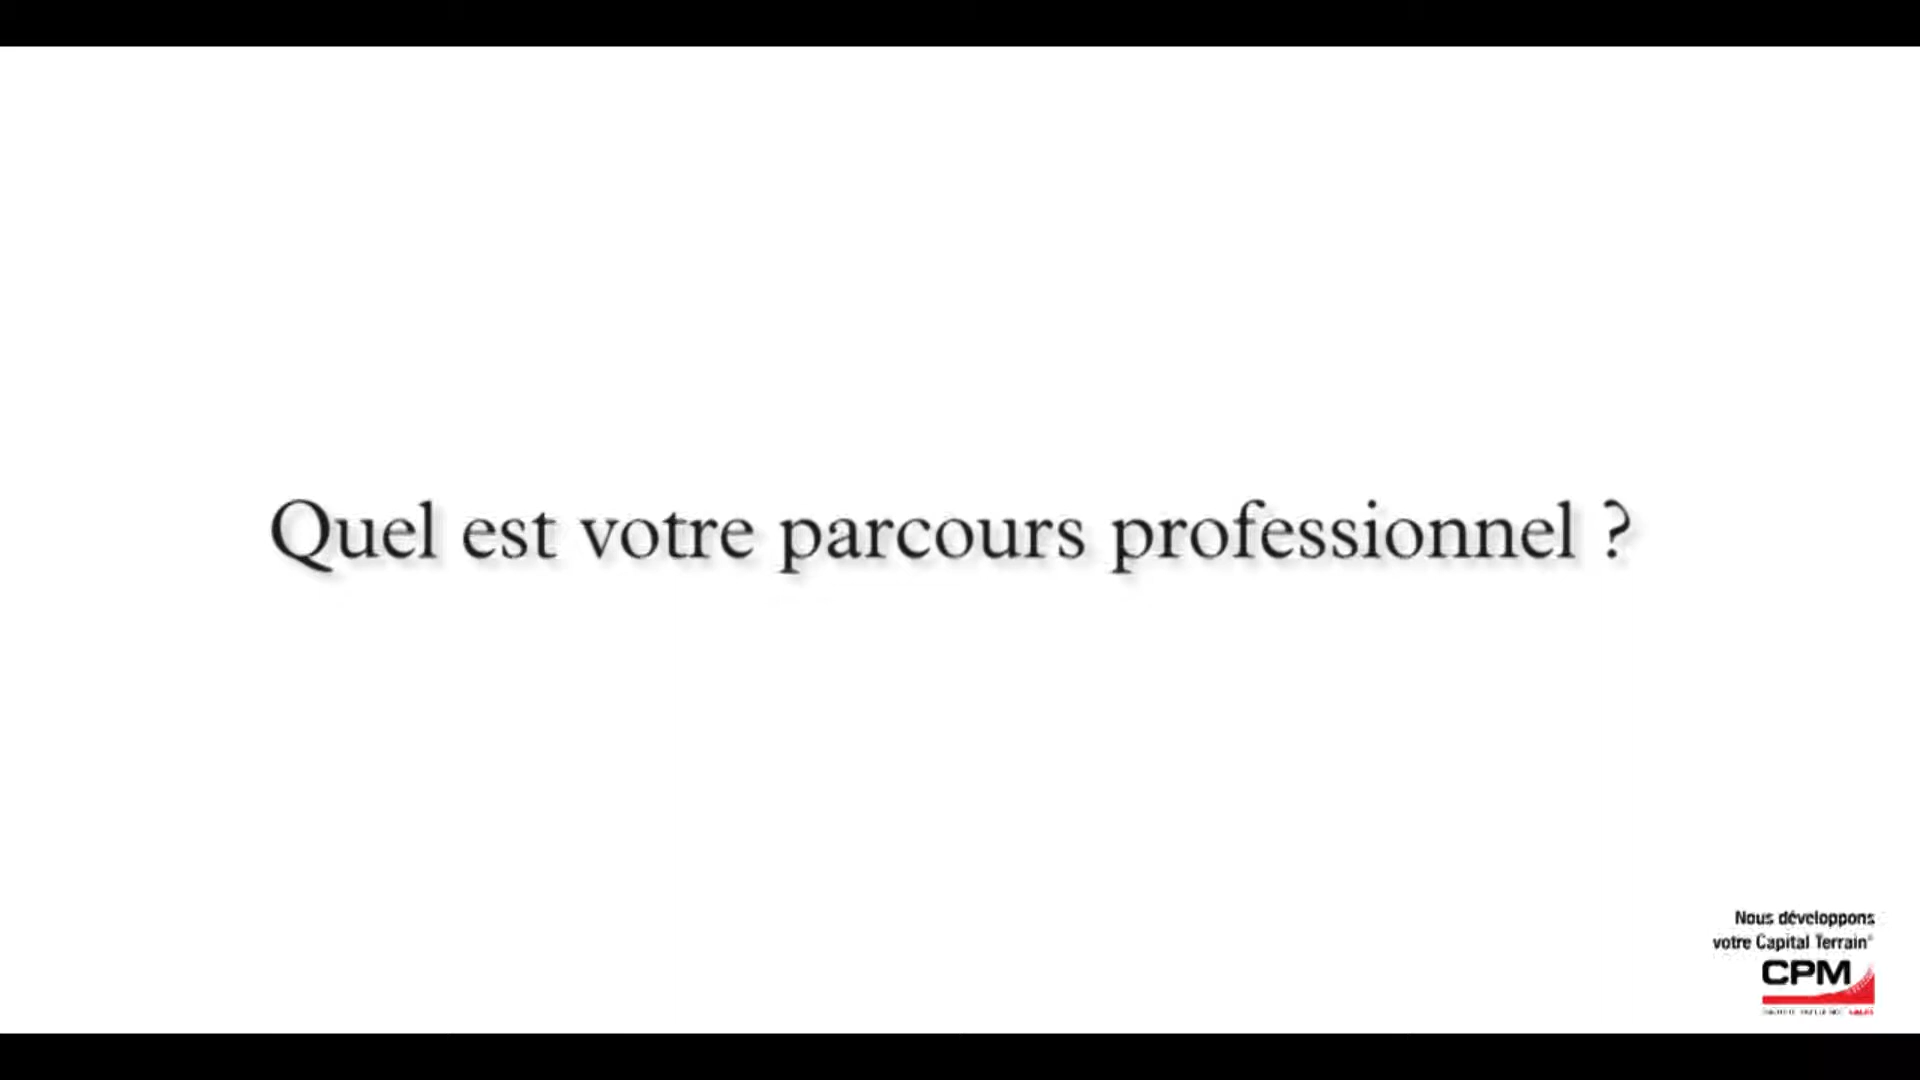 Quel est votre parcours professionnel ?
Nous développons
votre Capital Terrain®
CPM